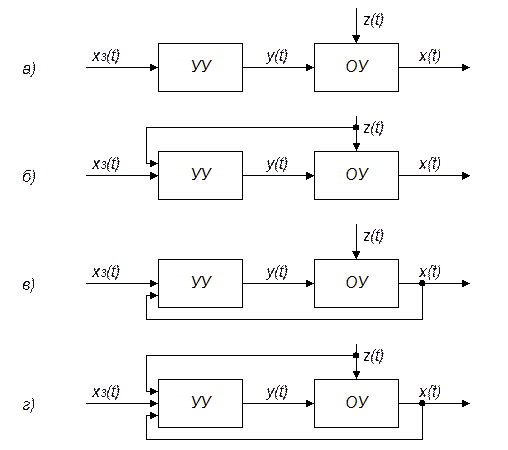 z(t)
а) xз(t) УУ y(t) ОУ x(t)
z(t)
б) xз(t) УУ y(t) ОУ x(t)
z(t)
в) xз(t) УУ y(t) ОУ x(t)
z(t)
г) xз(t) УУ y(t) ОУ x(t)